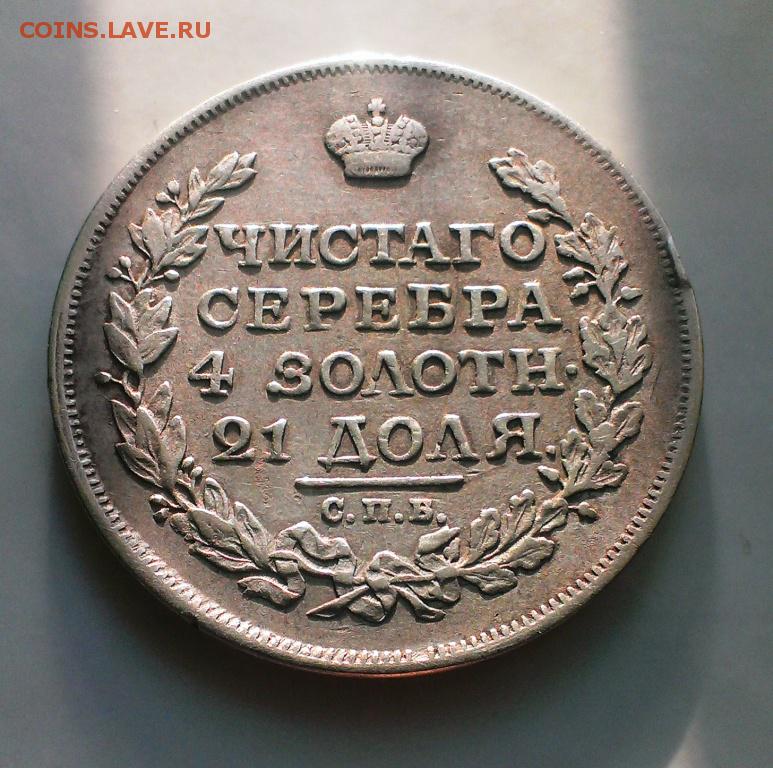 COINS.LAVE.RU
ЧИСТАГО
СЕРЕБРА
4 ЗОЛОТН.
21 ДОЛЯ.
С.П.Б.